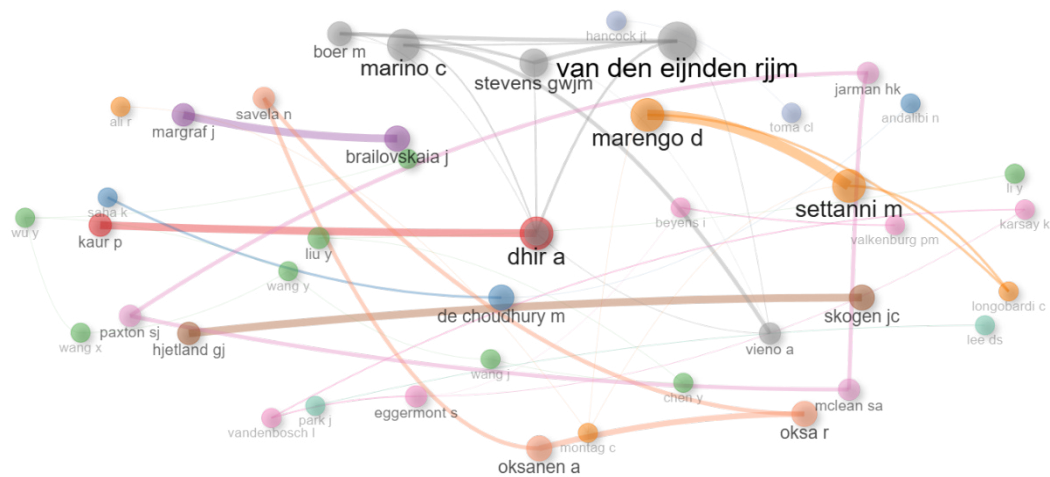 hancock jt
boer m
marino c
van den eijnden rjjm
stevens gwjm
jarman hk
savela n
ali r
margraf j
marengo d
toma cl
andalibi n
brailovskaia j
li y
saha k
settanni m
beyens i
karsay k
wu y
kaur p
valkenburg pm
liu y
dhir a
wang y
longobardi c
de choudhury m
skogen jc
paxton sj
wang x
hjetland gj
vieno a
lee ds
wang j
chen y
mclean sa
eggermont s
park j
vandenbosch l
oksa r
montag c
oksanen a